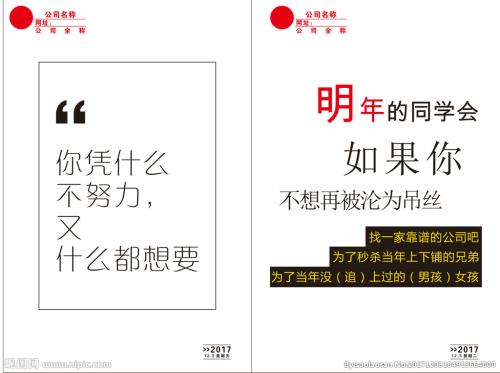 公司名称
网址:
公司全称
“
你凭什么
不努力,
又
什么都想要
>>2017
12.3 星期天
昵图网 www.nipic.com
公司名称
网址:
公司全称
明年的同学会
如果你
不想再被沦为吊丝
找一家靠谱的公司吧
为了秒杀当年上下铺的兄弟
为了当年没（追）上过的（男孩）女孩
>>2017
12.5 星期二